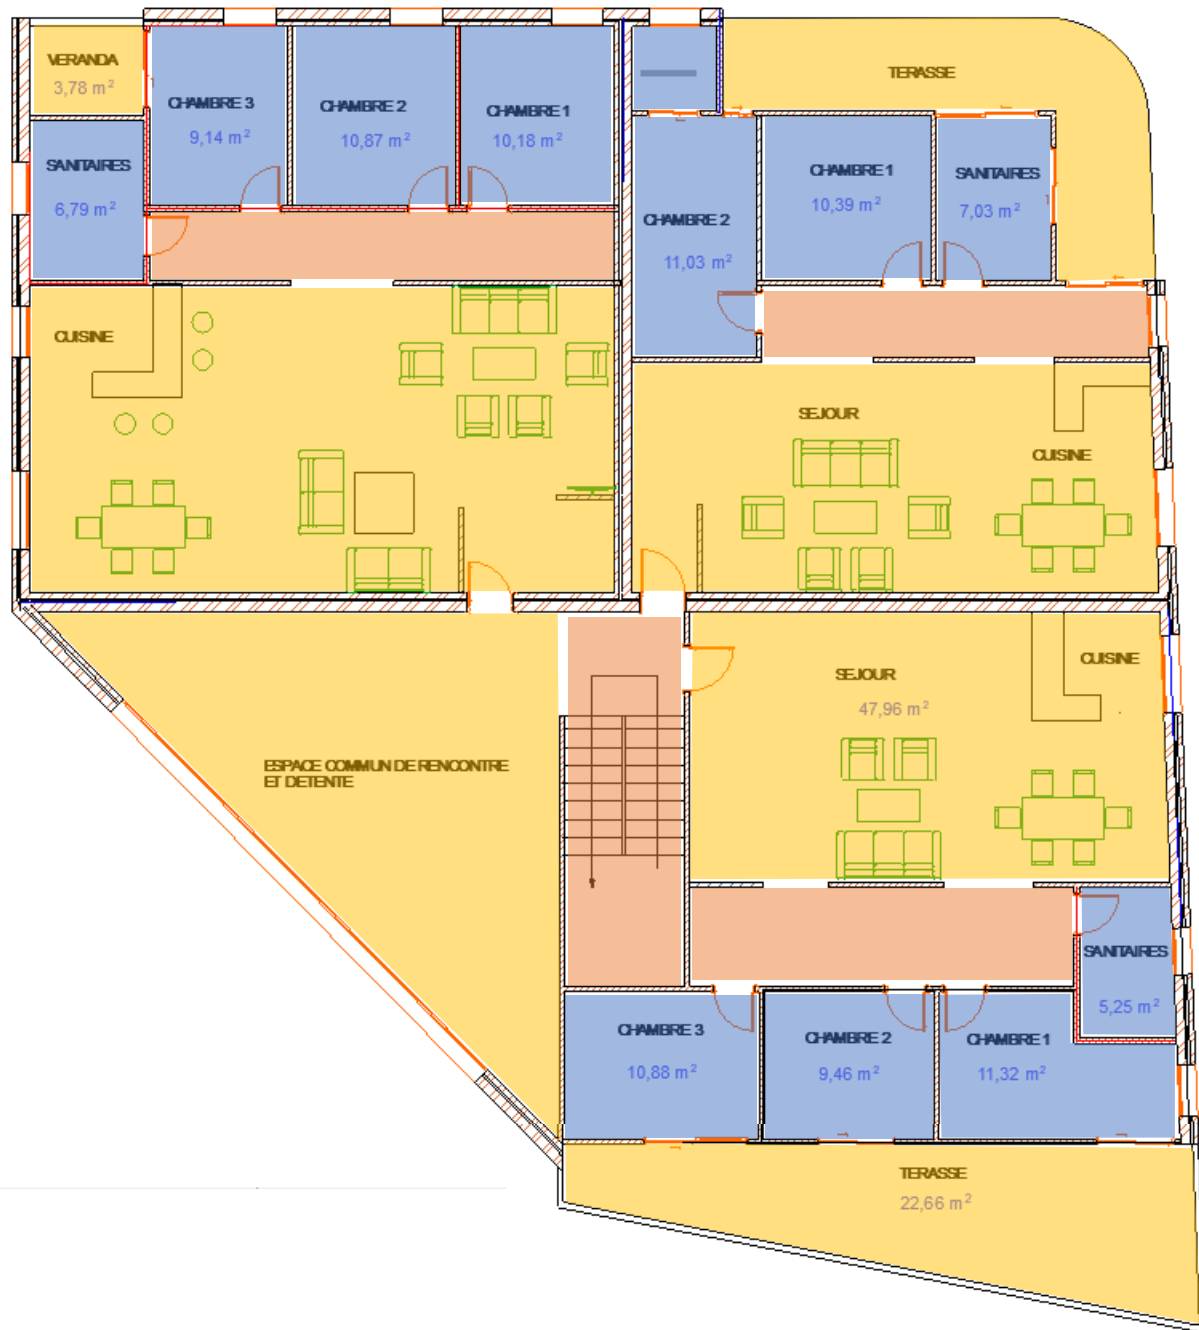 VERANDA
3,78 m²
CHAMBRE 3
9,14 m²
CHAMBRE 2
10,87 m²
CHAMBRE 1
10,18 m²
SANITAIRES
6,79 m²
CUISINE
TERASSE
CHAMBRE 1
10,39 m²
SANITAIRES
7,03 m²
CHAMBRE 2
11,03 m²
SEJOUR
CUISINE
SEJOUR
47,96 m²
CUISINE
ESPACE COMMUN DE RENCONTRE
ET DETENTE
SANITAIRES
5,25 m²
CHAMBRE 3
10,88 m²
CHAMBRE 2
9,46 m²
CHAMBRE 1
11,32 m²
TERASSE
22,66 m²